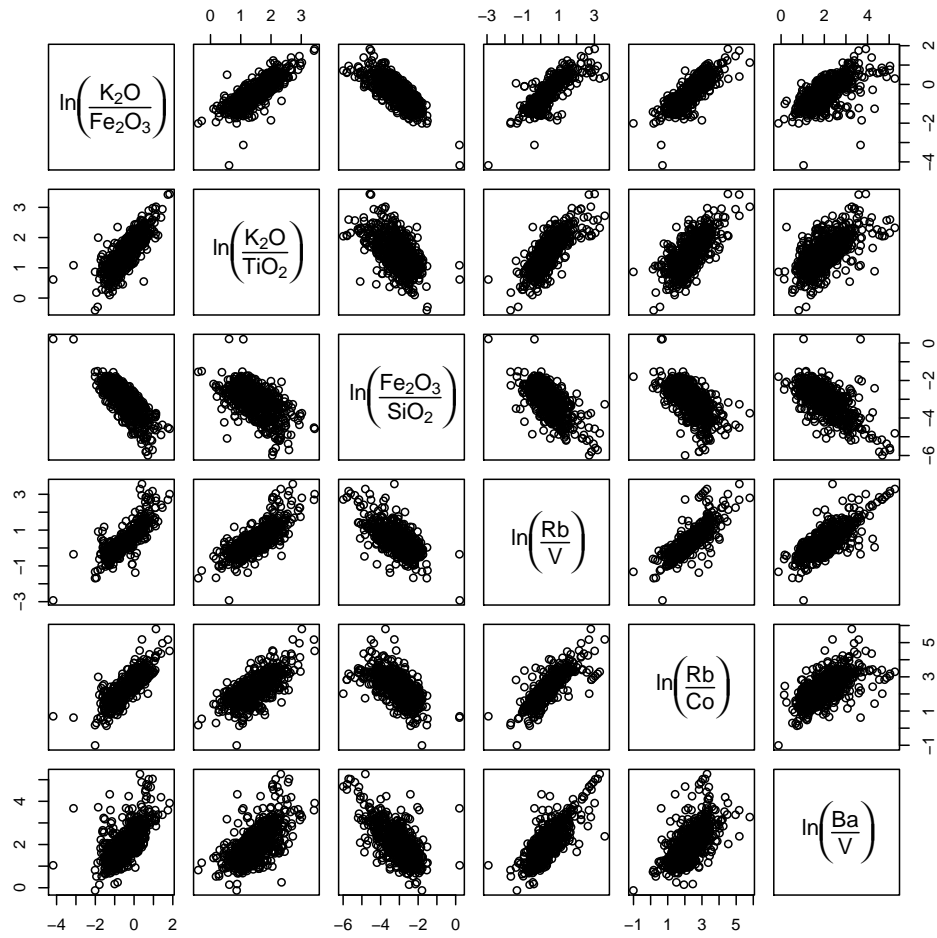 0 1 2 3 −3 −1 1 3 0 2 4
ln(K₂O/Fe₂O₃)
2
0
−2
−4
3
2
1
0
ln(K₂O/TiO₂)
ln(Fe₂O₃/SiO₂)
0
−2
−4
−6
3
1
−1
−3
ln(Rb/V)
ln(Rb/Co)
5
3
1
−1
4
2
0
ln(Ba/V)
−4 −2 0 2 −6 −4 −2 0 −1 1 3 5